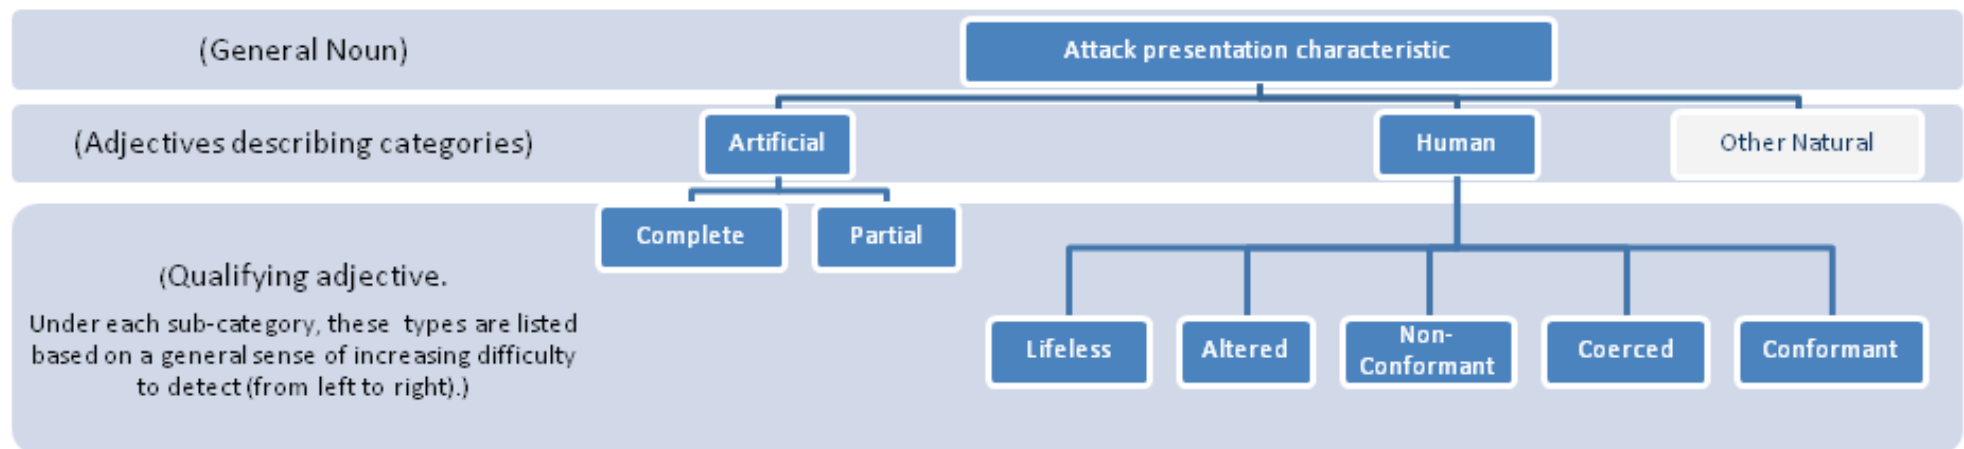 (General Noun)
Attack presentation characteristic
(Adjectives describing categories)
Artificial
Human
Other Natural
Complete
Partial
(Qualifying adjective.
Under each sub-category, these types are listed
based on a general sense of increasing difficulty
to detect (from left to right).)
Lifeless
Altered
Non-
Conformant
Coerced
Conformant